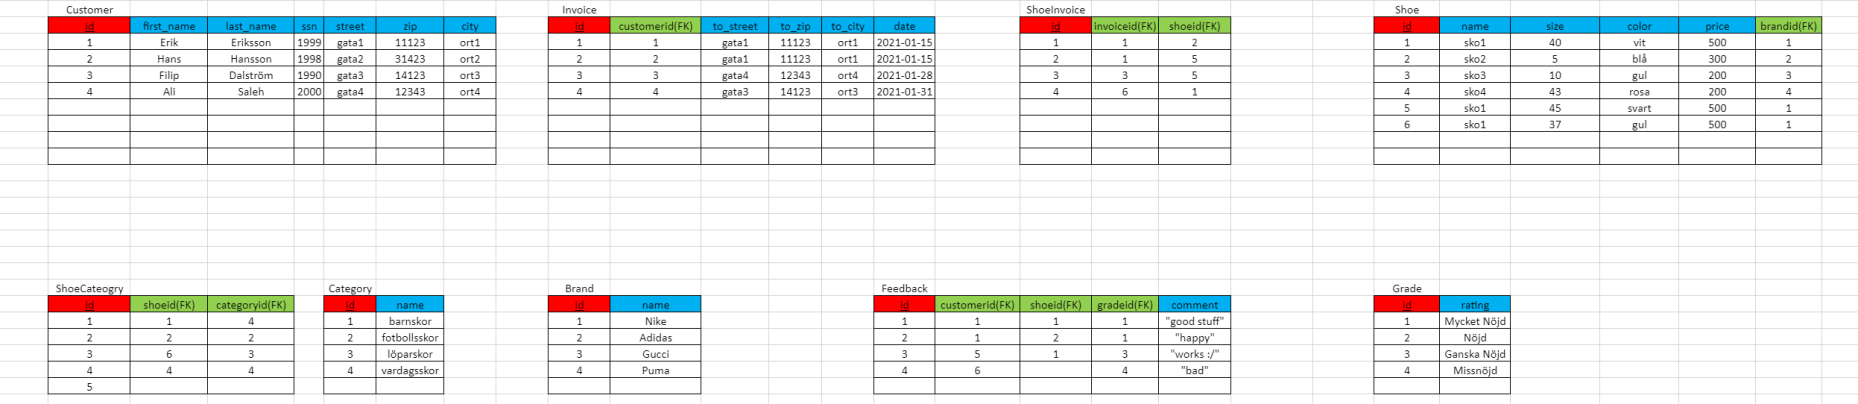 Customer Invoice ShoeInvoice Shoe
id first_name last_name ssn street zip city id customerid(FK) to_street to_zip to_city date id invoiceid(FK) shoeid(FK) id name size color price brandid(FK)
1 Erik Eriksson 1999 gata1 11123 ort1 1 1 gata1 11123 ort1 2021-01-15 1 1 2 1 sko1 40 vit 500 1
2 Hans Hansson 1998 gata2 31423 ort2 2 2 gata1 11123 ort1 2021-01-15 2 1 5 2 sko2 5 blå 300 2
3 Filip Dalström 1990 gata3 14123 ort3 3 3 gata4 12343 ort4 2021-01-28 3 3 5 3 sko3 10 gul 200 3
4 Ali Saleh 2000 gata4 12343 ort4 4 4 gata3 14123 ort3 2021-01-31 4 6 1 4 sko4 43 rosa 200 4
5 sko1 45 svart 500 1
6 sko1 37 gul 500 1
ShoeCateogry Category Brand Feedback Grade
id shoeid(FK) categoryid(FK) id name id name id customerid(FK) shoeid(FK) gradeid(FK) comment id rating
1 1 4 1 barnskor 1 Nike 1 1 1 1 "good stuff" 1 Mycket Nöjd
2 2 2 2 fotbollsskor 2 Adidas 2 1 2 1 "happy" 2 Nöjd
3 6 3 3 löparskor 3 Gucci 3 5 1 3 "works :/" 3 Ganska Nöjd
4 4 4 4 vardagsskor 4 Puma 4 6 4 "bad" 4 Missnöjd
5